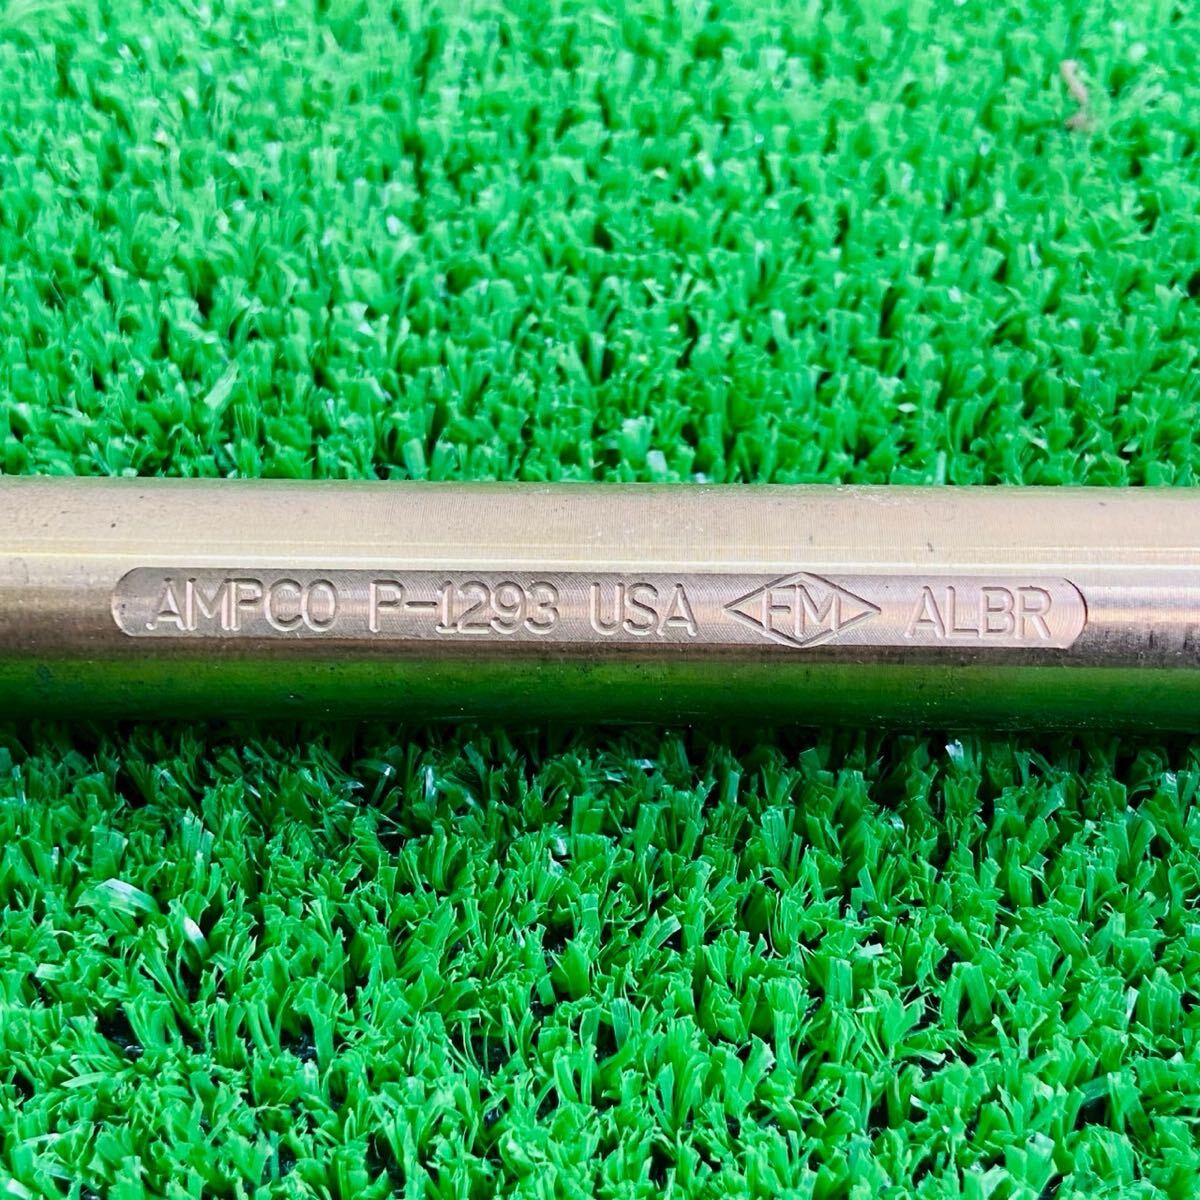 AMPCO P-1293 USA FM ALBR